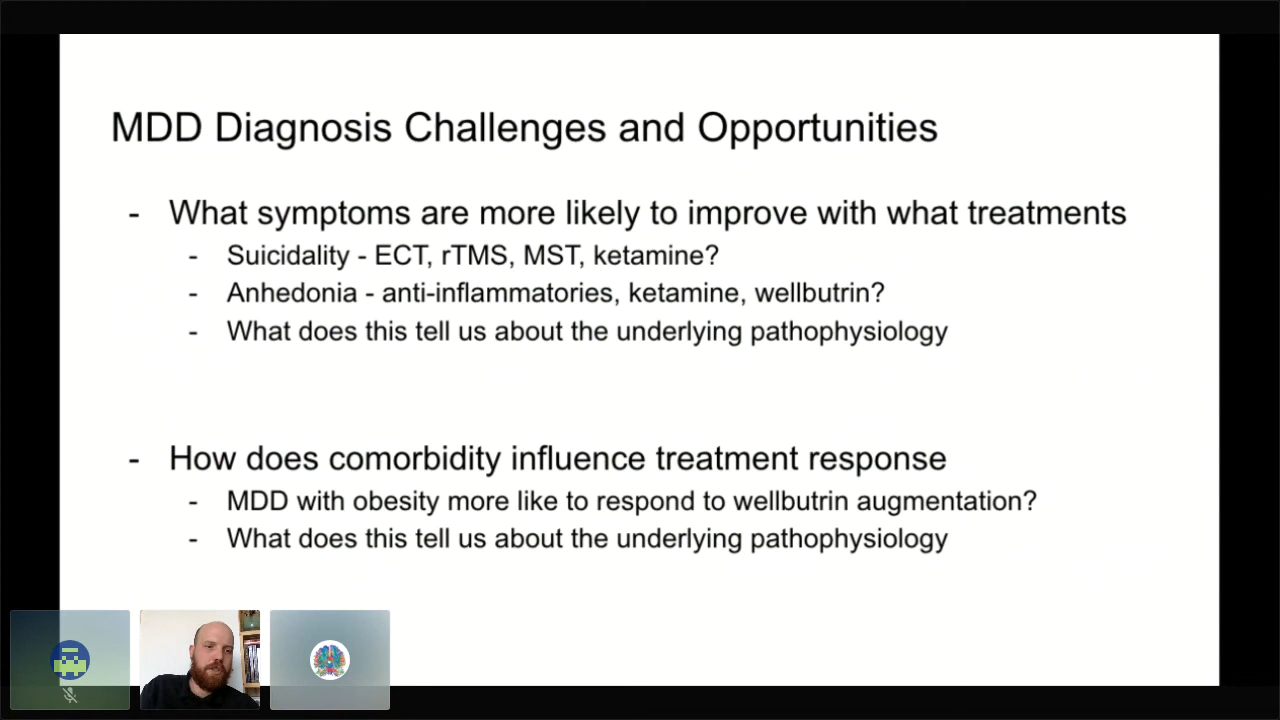 MDD Diagnosis Challenges and Opportunities
- What symptoms are more likely to improve with what treatments
- Suicidality - ECT, rTMS, MST, ketamine?
- Anhedonia - anti-inflammatories, ketamine, wellbutrin?
- What does this tell us about the underlying pathophysiology
- How does comorbidity influence treatment response
- MDD with obesity more like to respond to wellbutrin augmentation?
- What does this tell us about the underlying pathophysiology